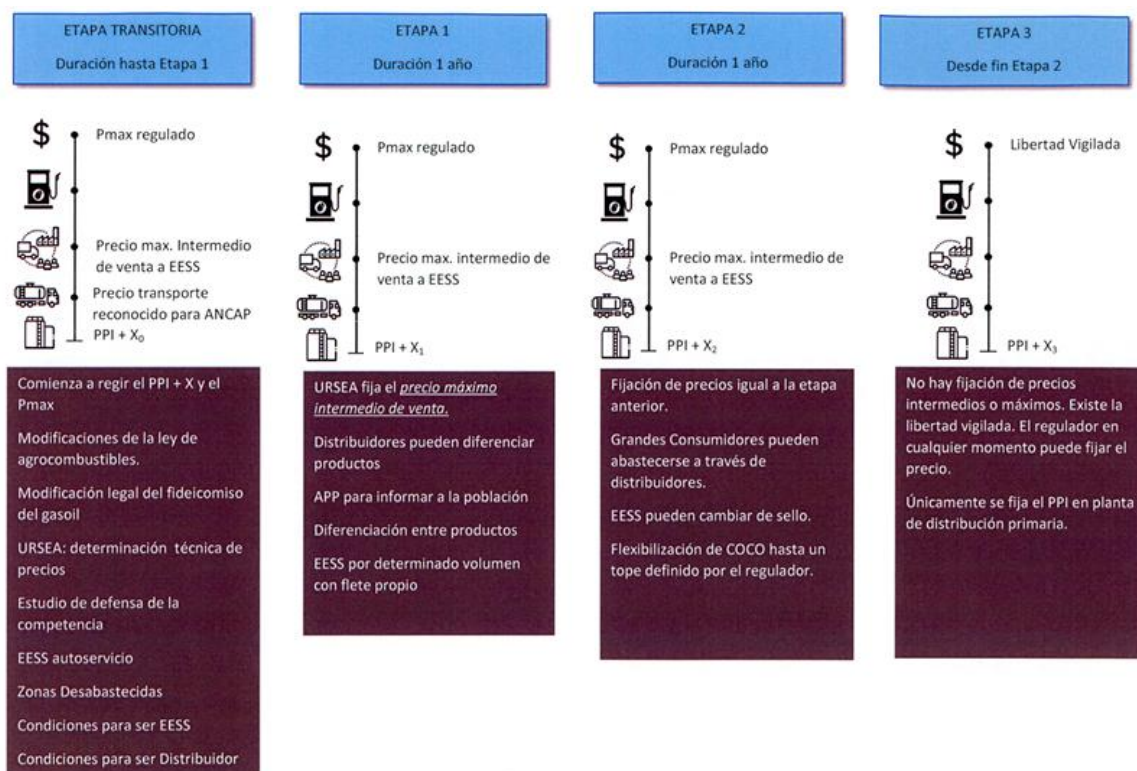 ETAPA TRANSITORIA
Duración hasta Etapa 1
$
Pmax regulado
Precio max. Intermedio
de venta a EESS
Precio transporte
reconocido para ANCAP
PPI + X₀
Comienza a regir el PPI + X y el
Pmax
Modificaciones de la ley de
agrocombustibles.
Modificación legal del fideicomiso
del gasoil
URSEA: determinación técnica de
precios
Estudio de defensa de la
competencia
EESS autoservicio
Zonas Desabastecidas
Condiciones para ser EESS
Condiciones para ser Distribuidor
ETAPA 1
Duración 1 año
$
Pmax regulado
Precio max. intermedio de
venta a EESS
PPI + X₁
URSEA fija el precio máximo
intermedio de venta.
Distribuidores pueden diferenciar
productos
APP para informar a la población
Diferenciación entre productos
EESS por determinado volumen
con flete propio
ETAPA 2
Duración 1 año
$
Pmax regulado
Precio max. intermedio de
venta a EESS
PPI + X₂
Fijación de precios igual a la etapa
anterior.
Grandes Consumidores pueden
abastecerse a través de
distribuidores.
EESS pueden cambiar de sello.
Flexibilización de COCO hasta un
tope definido por el regulador.
ETAPA 3
Desde fin Etapa 2
$
Libertad Vigilada
PPI + X₃
No hay fijación de precios
intermedios o máximos. Existe la
libertad vigilada. El regulador en
cualquier momento puede fijar el
precio.
Únicamente se fija el PPI en planta
de distribución primaria.